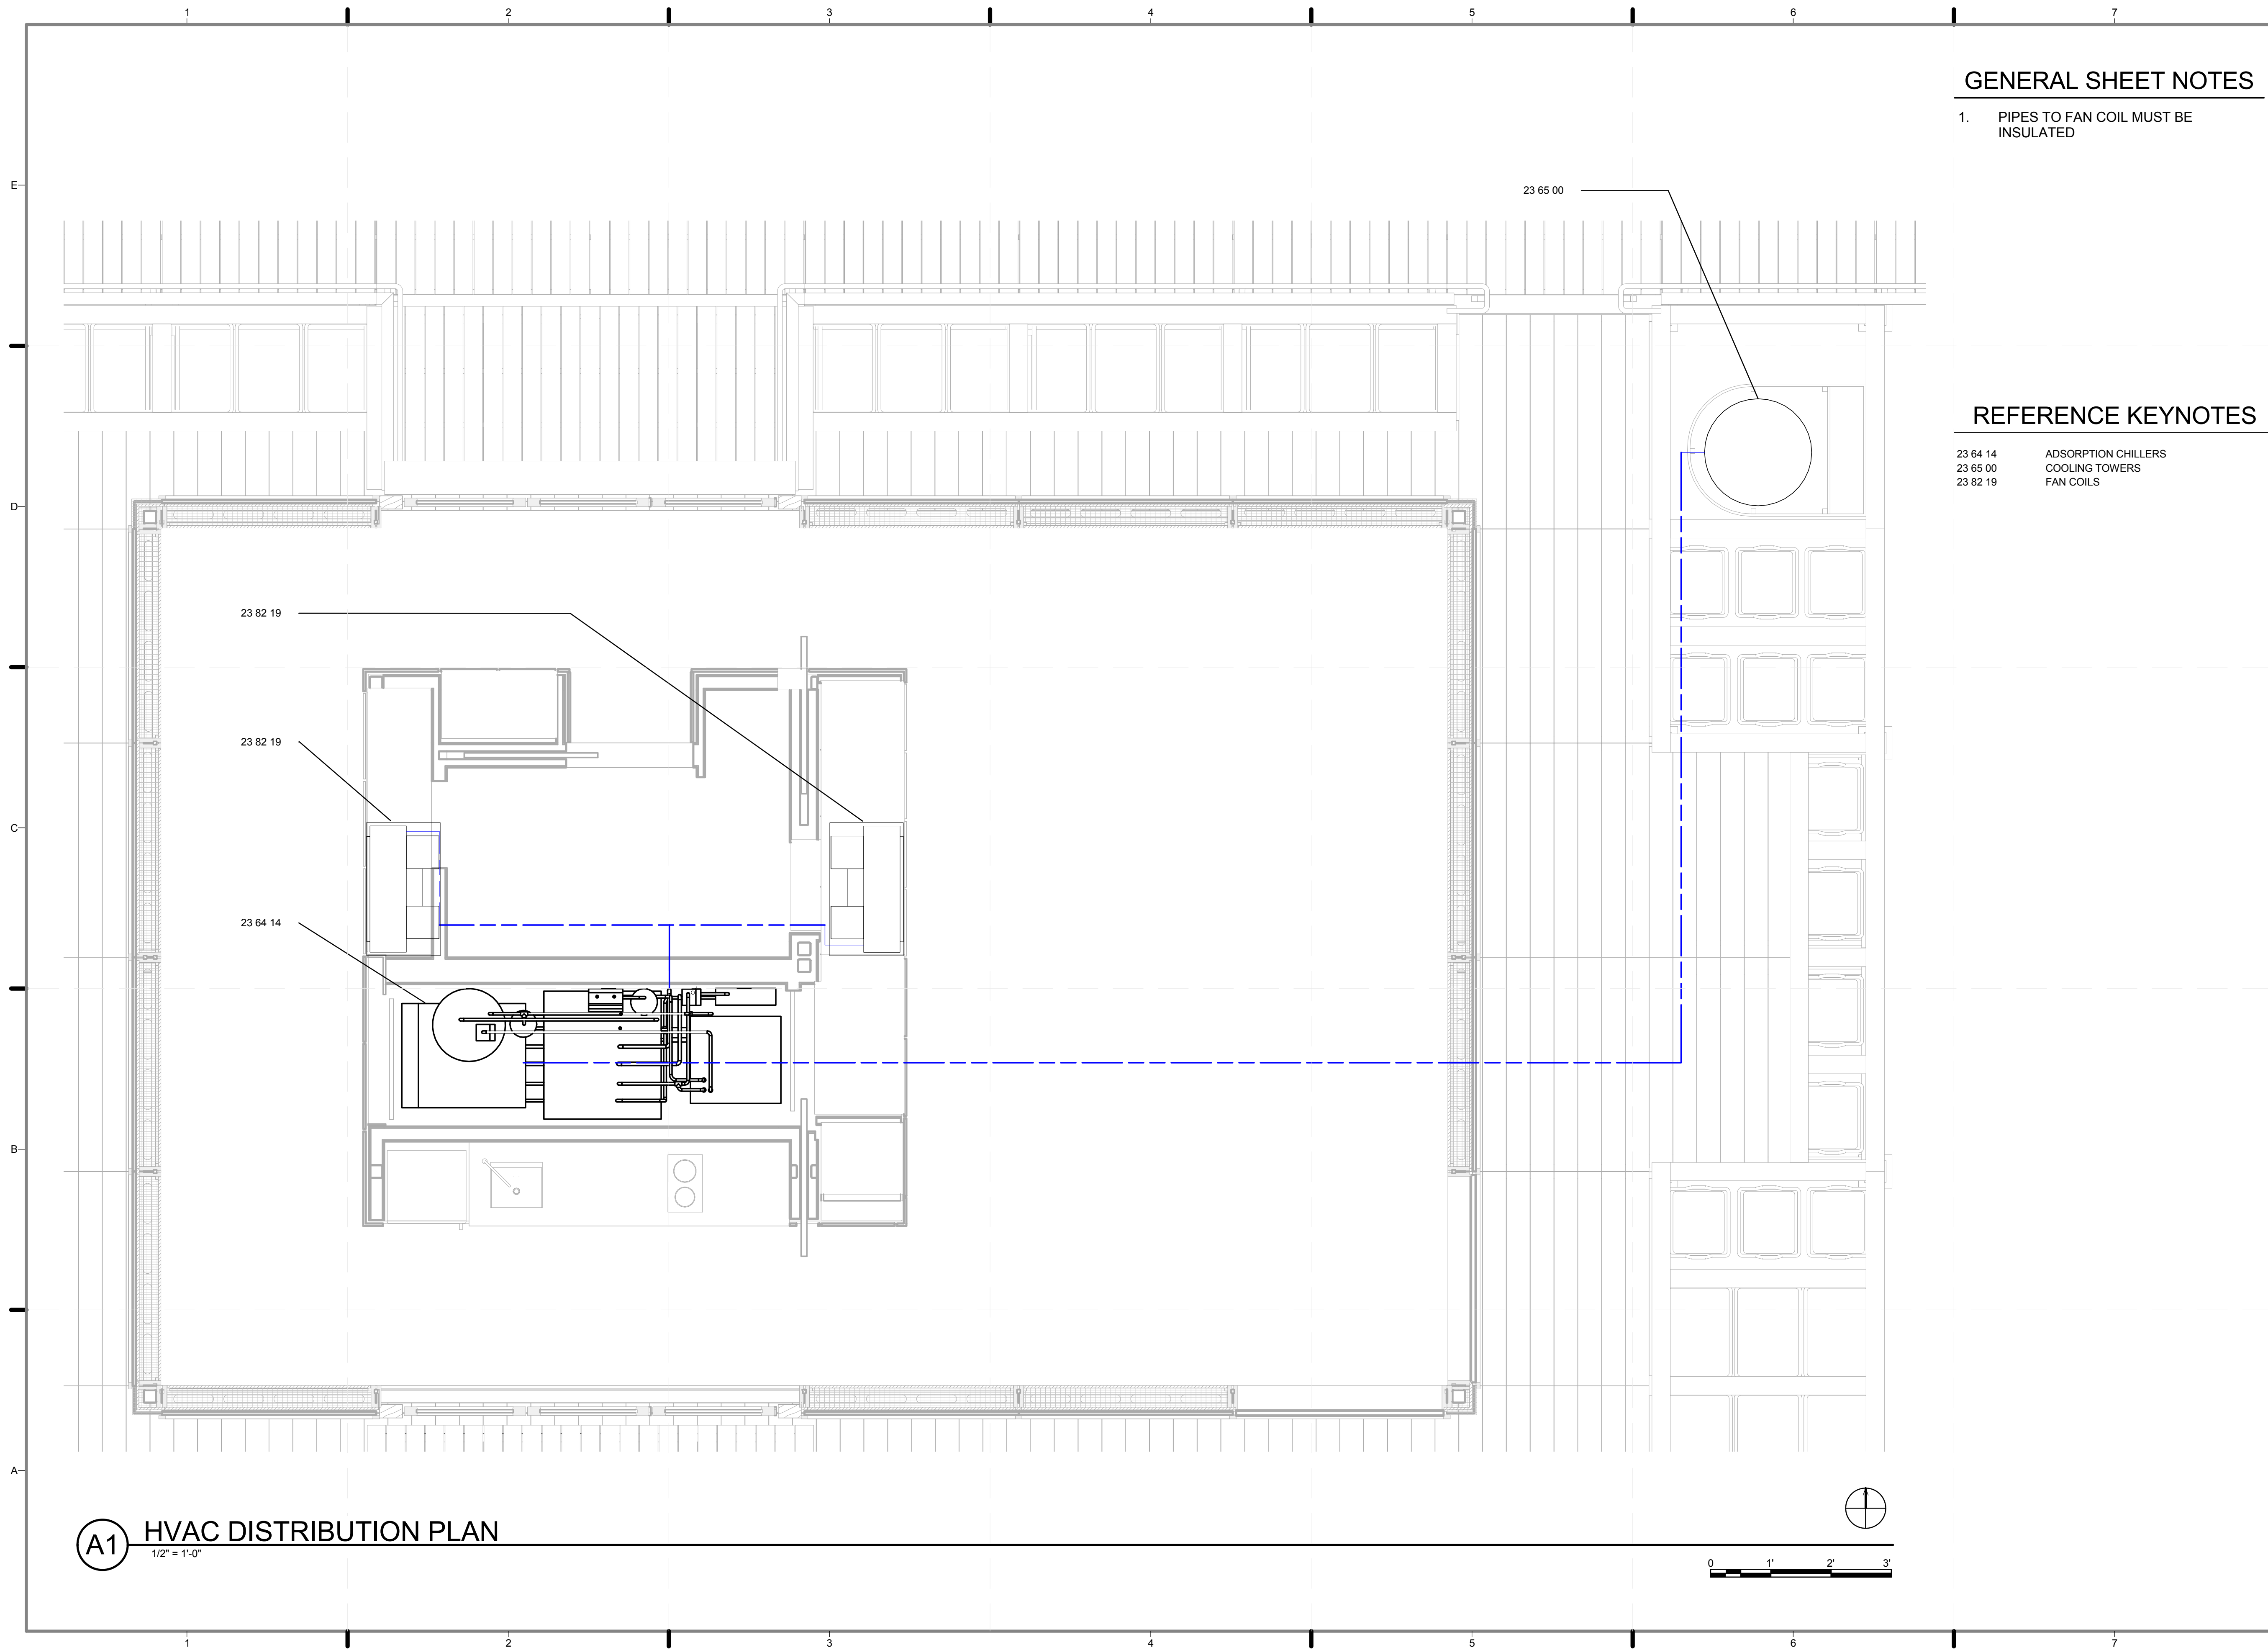 1 2 3 4 5 6 7
GENERAL SHEET NOTES
1. PIPES TO FAN COIL MUST BE
INSULATED
E
23 65 00
REFERENCE KEYNOTES
23 64 14 ADSORPTION CHILLERS
23 65 00 COOLING TOWERS
23 82 19 FAN COILS
D
23 82 19
23 82 19
C
23 64 14
B
A
A1 HVAC DISTRIBUTION PLAN
1/2" = 1'-0"
0 1' 2' 3'
1 2 3 4 5 6 7